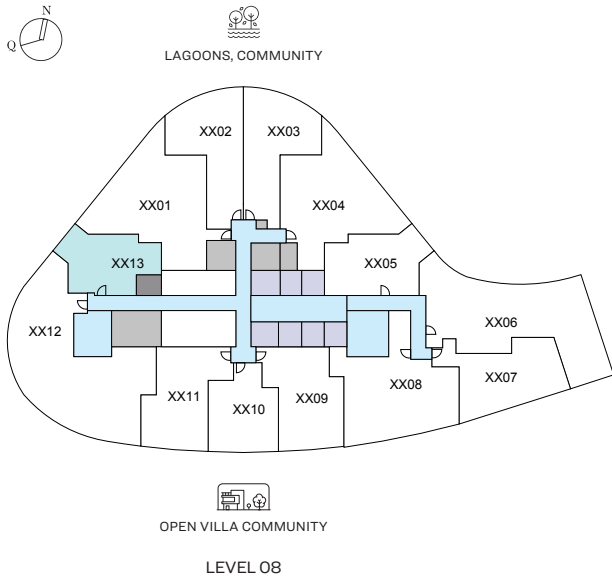 N
Q
LAGOONS, COMMUNITY
XX02
XX03
XX01
XX04
XX13
XX05
XX12
XX06
XX11
XX10
XX09
XX08
XX07
OPEN VILLA COMMUNITY
LEVEL 08